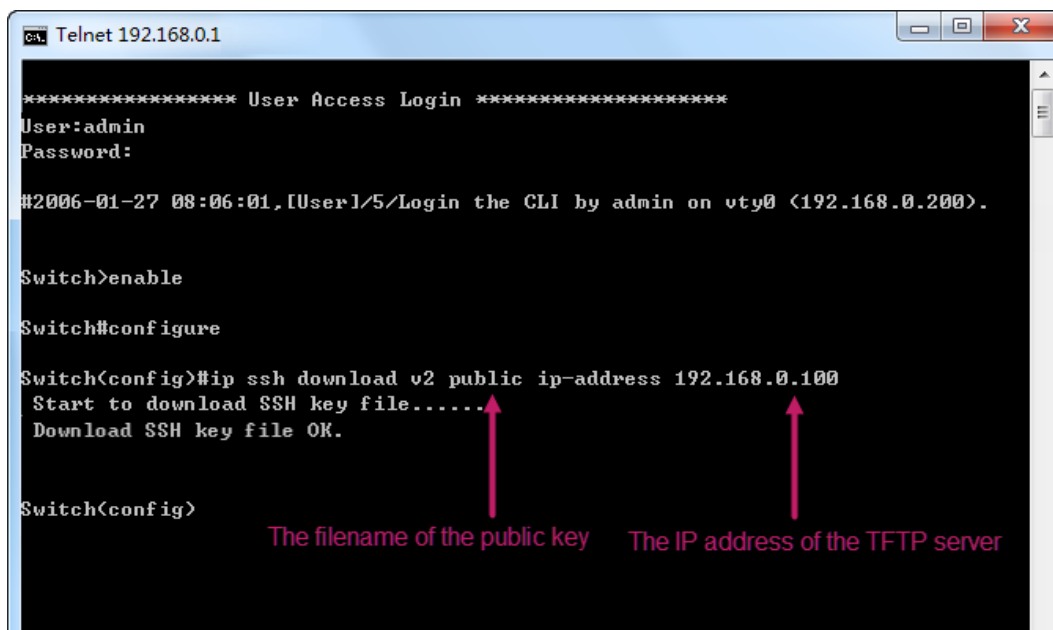 Telnet 192.168.0.1
***************** User Access Login ********************
User:admin
Password:
#2006-01-27 08:06:01,[User]/5/Login the CLI by admin on vty0 (192.168.0.200).
Switch>enable
Switch#configure
Switch(config)#ip ssh download v2 public ip-address 192.168.0.100
Start to download SSH key file......
Download SSH key file OK.
Switch(config)
The filename of the public key
The IP address of the TFTP server